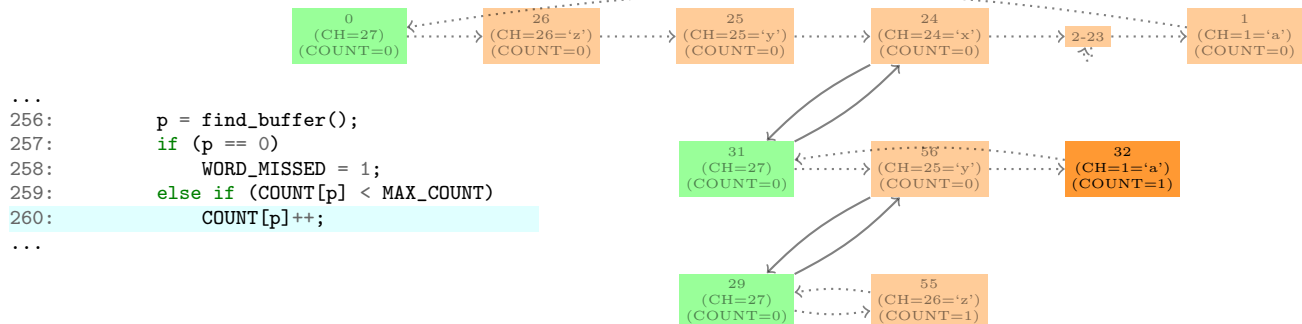 0
(CH=27)
(COUNT=0)
26
(CH=26=‘z’)
(COUNT=0)
25
(CH=25=‘y’)
(COUNT=0)
24
(CH=24=‘x’)
(COUNT=0)
2-23
1
(CH=1=‘a’)
(COUNT=0)
...
256: p = find_buffer();
257: if (p == 0)
258: WORD_MISSED = 1;
259: else if (COUNT[p] < MAX_COUNT)
260: COUNT[p]++;
...
31
(CH=27)
(COUNT=0)
56
(CH=25=‘y’)
(COUNT=0)
32
(CH=1=‘a’)
(COUNT=1)
29
(CH=27)
(COUNT=0)
55
(CH=26=‘z’)
(COUNT=1)